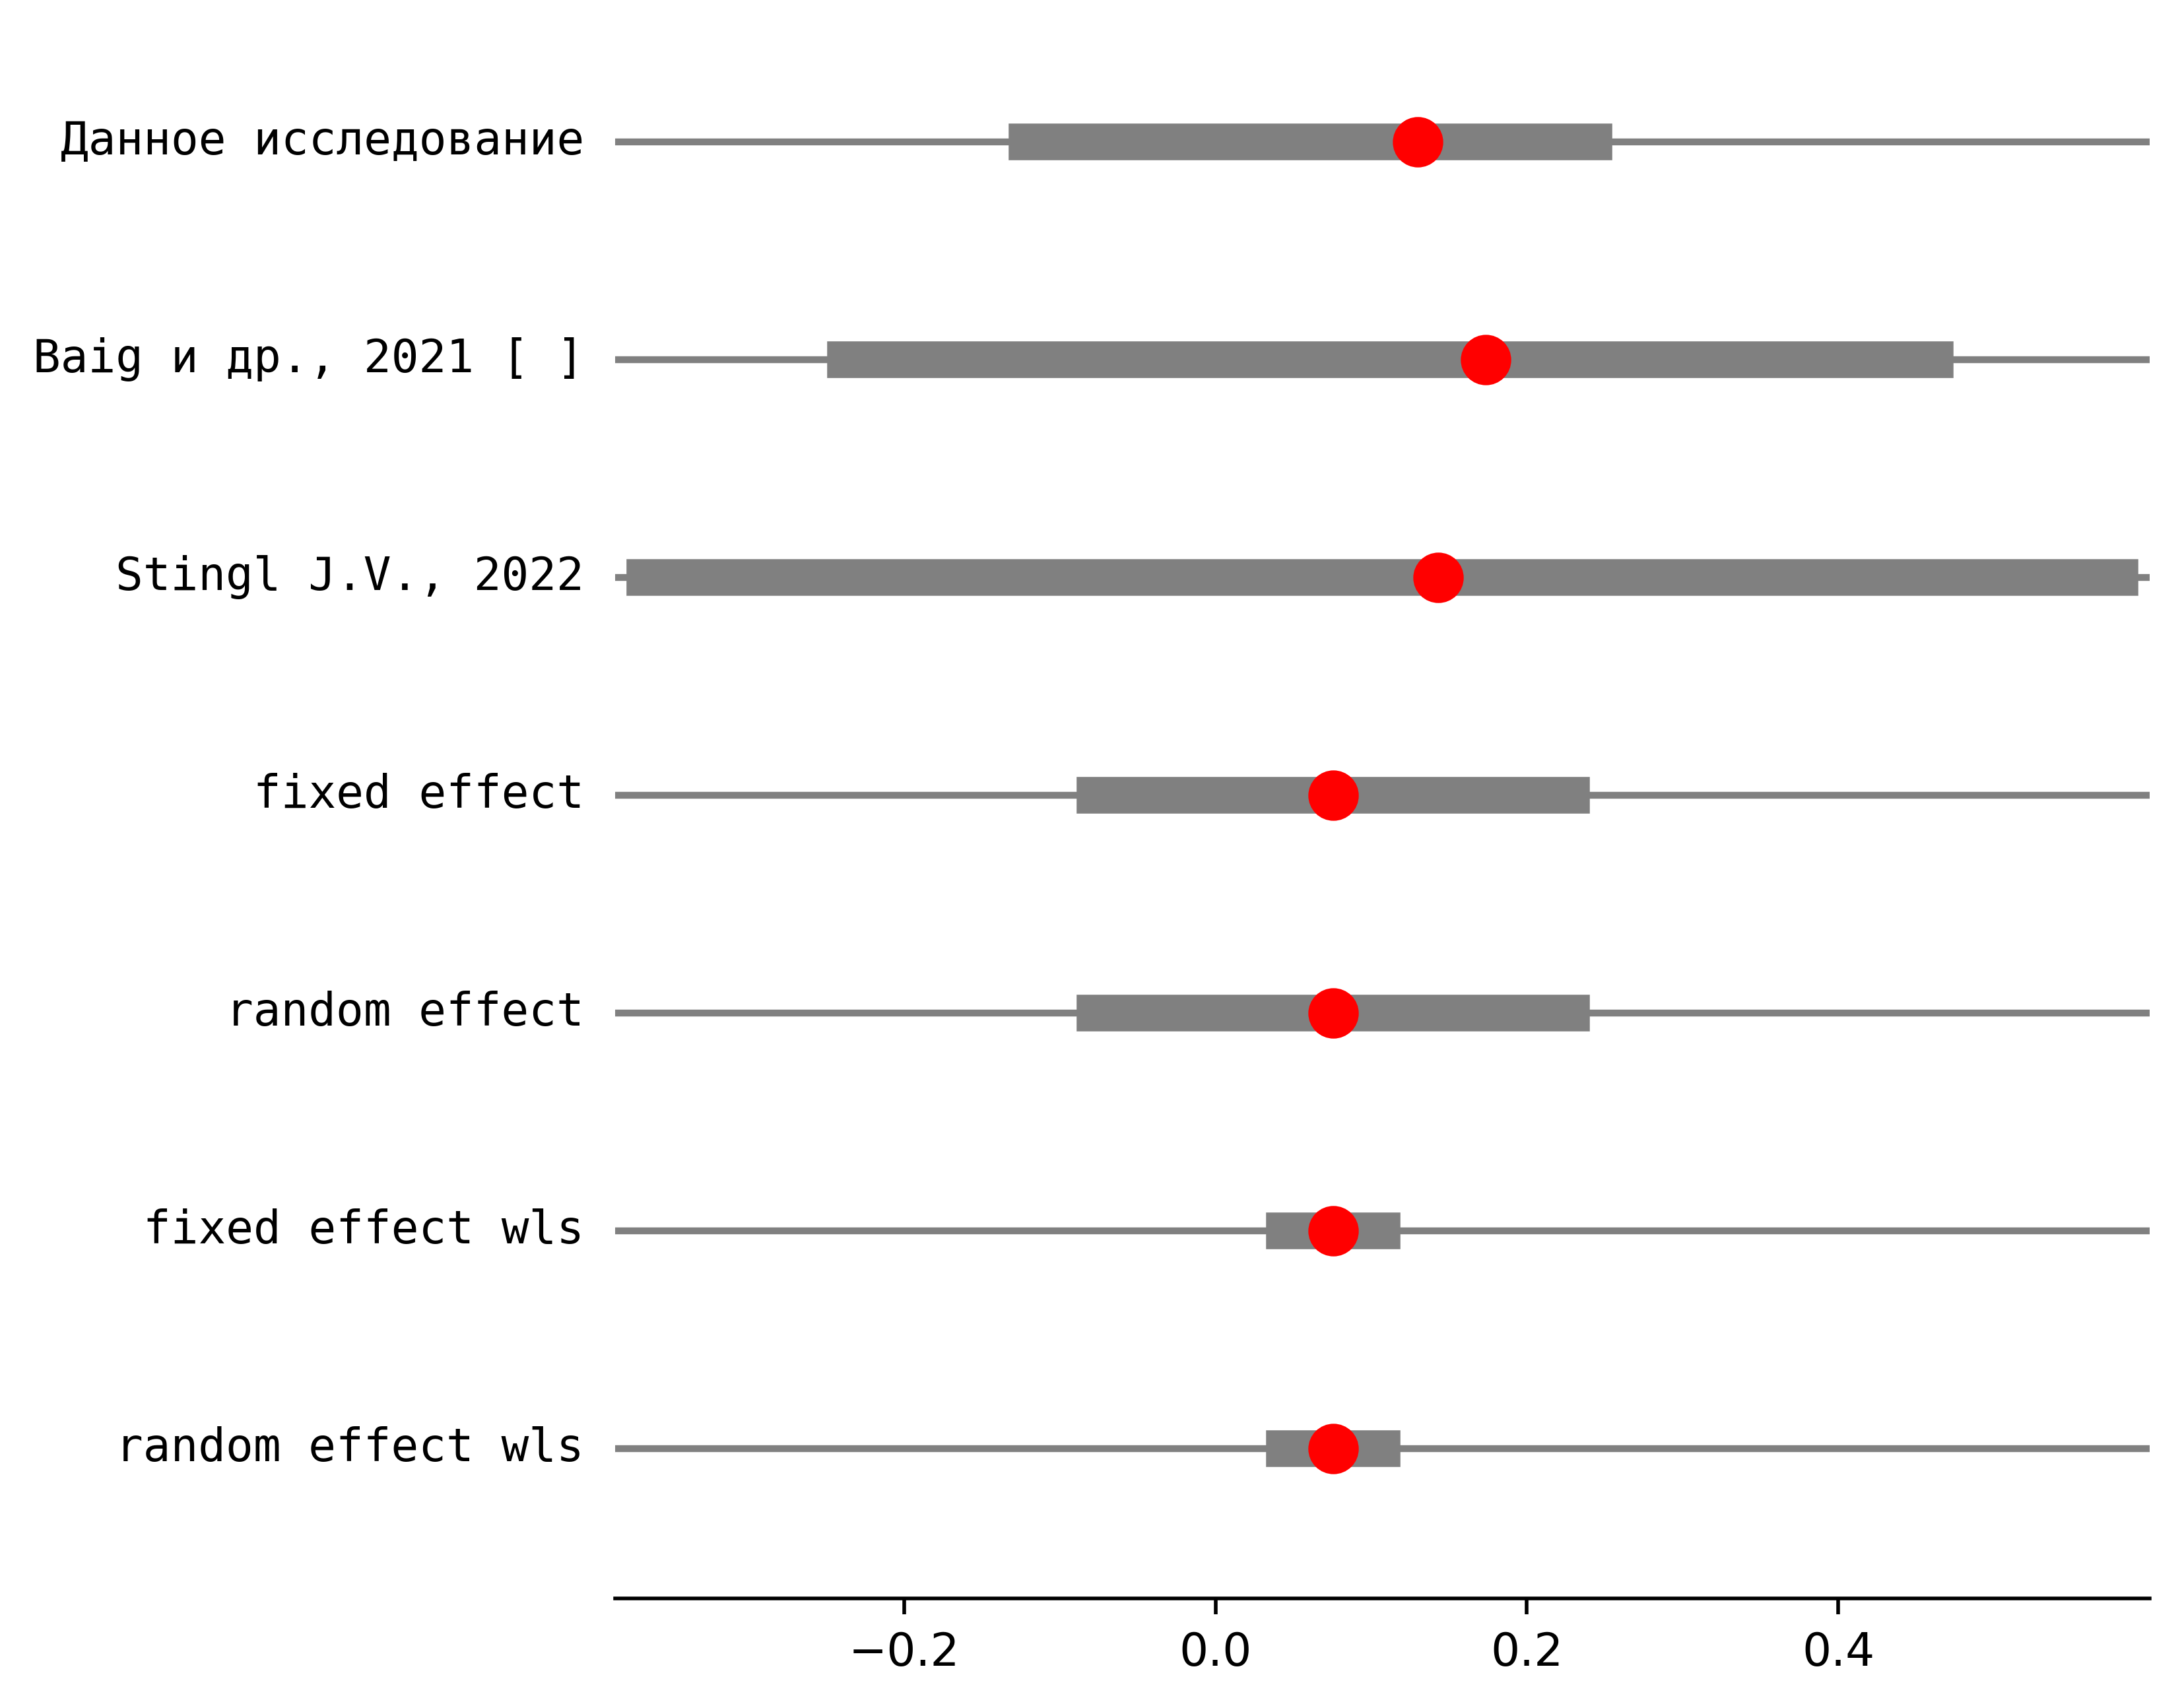 Данное исследование
Baig и др., 2021 [ ]
Stingl J.V., 2022
fixed effect
random effect
fixed effect wls
random effect wls
−0.2 0.0 0.2 0.4